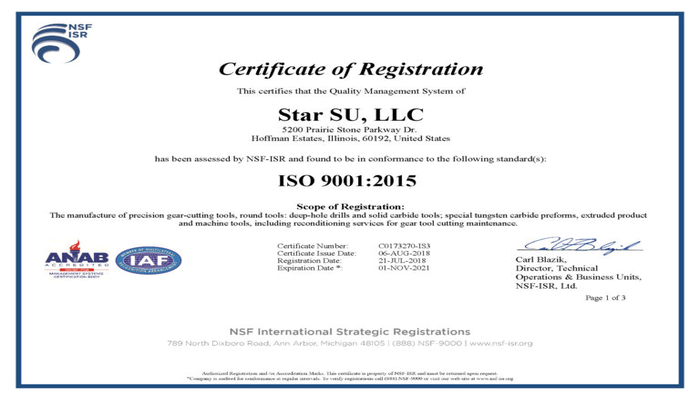 NSF
ISR
Certificate of Registration
This certifies that the Quality Management System of
Star SU, LLC
5200 Prairie Stone Parkway Dr.
Hoffman Estates, Illinois, 60192, United States
has been assessed by NSF-ISR and found to be in conformance to the following standard(s):
ISO 9001:2015
Scope of Registration:
The manufacture of precision gear-cutting tools, round tools: deep-hole drills and solid carbide tools; special tungsten carbide preforms, extruded product
and machine tools, including reconditioning services for gear tool cutting maintenance.
ANAB
ACCREDITED
MANAGEMENT SYSTEMS
CERTIFICATION BODY
IAF
Certificate Number: C0173270-IS3
Certificate Issue Date: 06-AUG-2018
Registration Date: 21-JUL-2018
Expiration Date *: 01-NOV-2021
Carl Blazik,
Director, Technical
Operations & Business Units,
NSF-ISR, Ltd.
Page 1 of 3
NSF International Strategic Registrations
789 North Dixboro Road, Ann Arbor, Michigan 48105 | (888) NSF-9000 | www.nsf-isr.org
Authorized Registration and/or Accreditation Marks. This certificate is property of NSF-ISR and must be returned upon request.
*Company is audited for conformance at regular intervals. To verify registrations call (888) NSF-9000 or visit our web site at www.nsf-isr.org